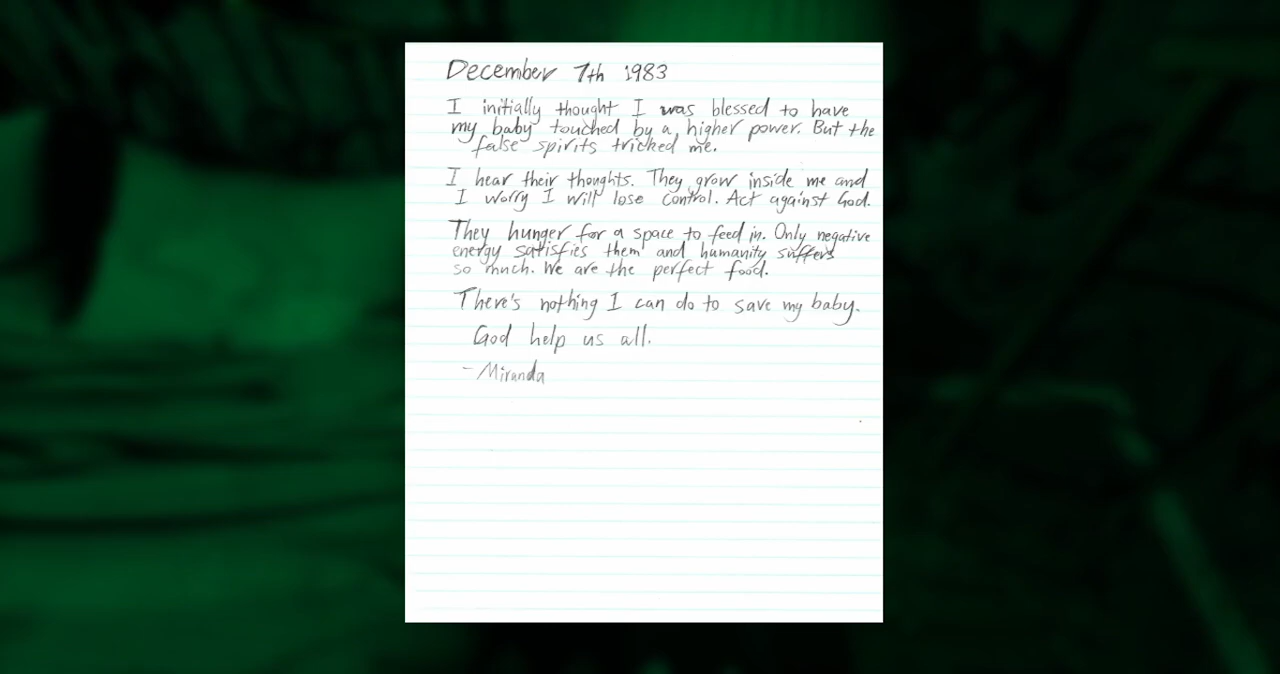 December 7th 1983
I initially thought I was blessed to have
my baby touched by a higher power. But the
false spirits tricked me.
I hear their thoughts. They grow inside me and
I worry I will lose control. Act against God.
They hunger for a space to feed in. Only negative
energy satisfies them and humanity suffers
so much. We are the perfect food.
There's nothing I can do to save my baby.
God help us all.
- Miranda